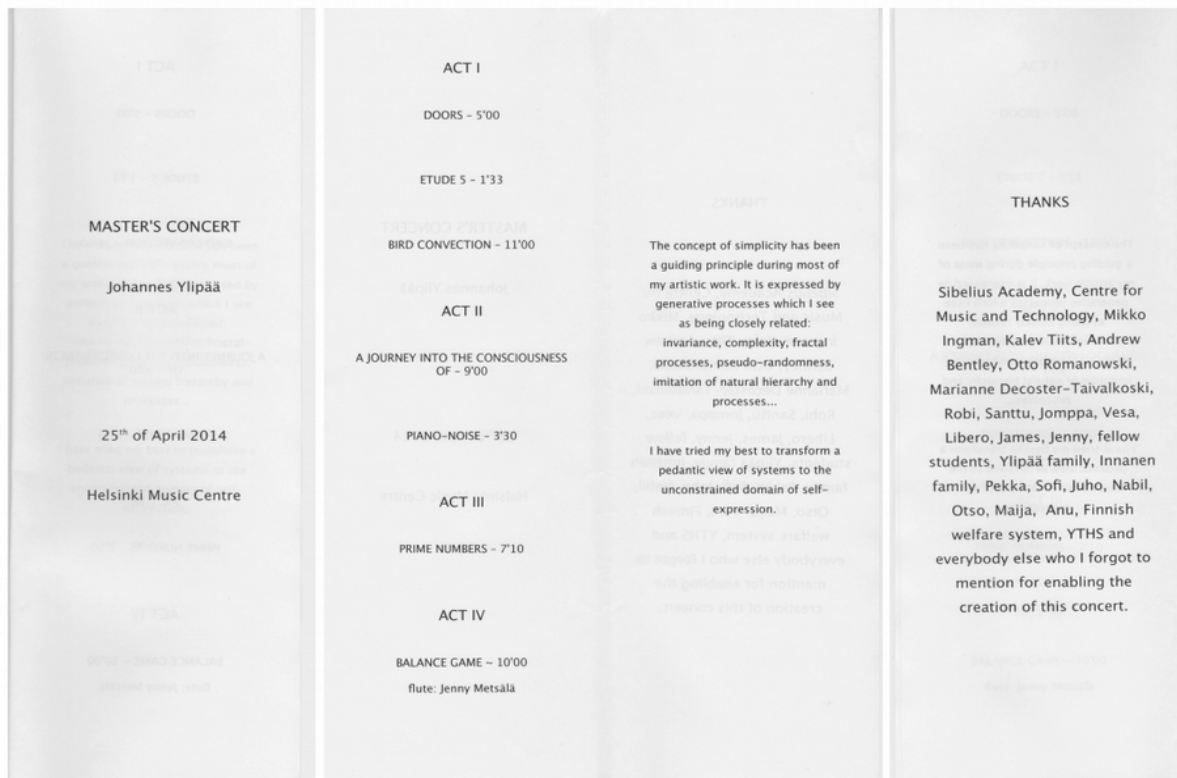 MASTER'S CONCERT
Johannes Ylipää
25th of April 2014
Helsinki Music Centre
ACT I
DOORS – 5'00
ETUDE 5 – 1'33
BIRD CONVECTION – 11'00
ACT II
A JOURNEY INTO THE CONSCIOUSNESS
OF – 9'00
PIANO–NOISE – 3'30
ACT III
PRIME NUMBERS – 7'10
ACT IV
BALANCE GAME ~ 10'00
flute: Jenny Metsälä
The concept of simplicity has been
a guiding principle during most of
my artistic work. It is expressed by
generative processes which I see
as being closely related:
invariance, complexity, fractal
processes, pseudo-randomness,
imitation of natural hierarchy and
processes...
I have tried my best to transform a
pedantic view of systems to the
unconstrained domain of self-
expression.
THANKS
Sibelius Academy, Centre for
Music and Technology, Mikko
Ingman, Kalev Tiits, Andrew
Bentley, Otto Romanowski,
Marianne Decoster-Taivalkoski,
Robi, Santtu, Jomppa, Vesa,
Libero, James, Jenny, fellow
students, Ylipää family, Innanen
family, Pekka, Sofi, Juho, Nabil,
Otso, Maija, Anu, Finnish
welfare system, YTHS and
everybody else who I forgot to
mention for enabling the
creation of this concert.